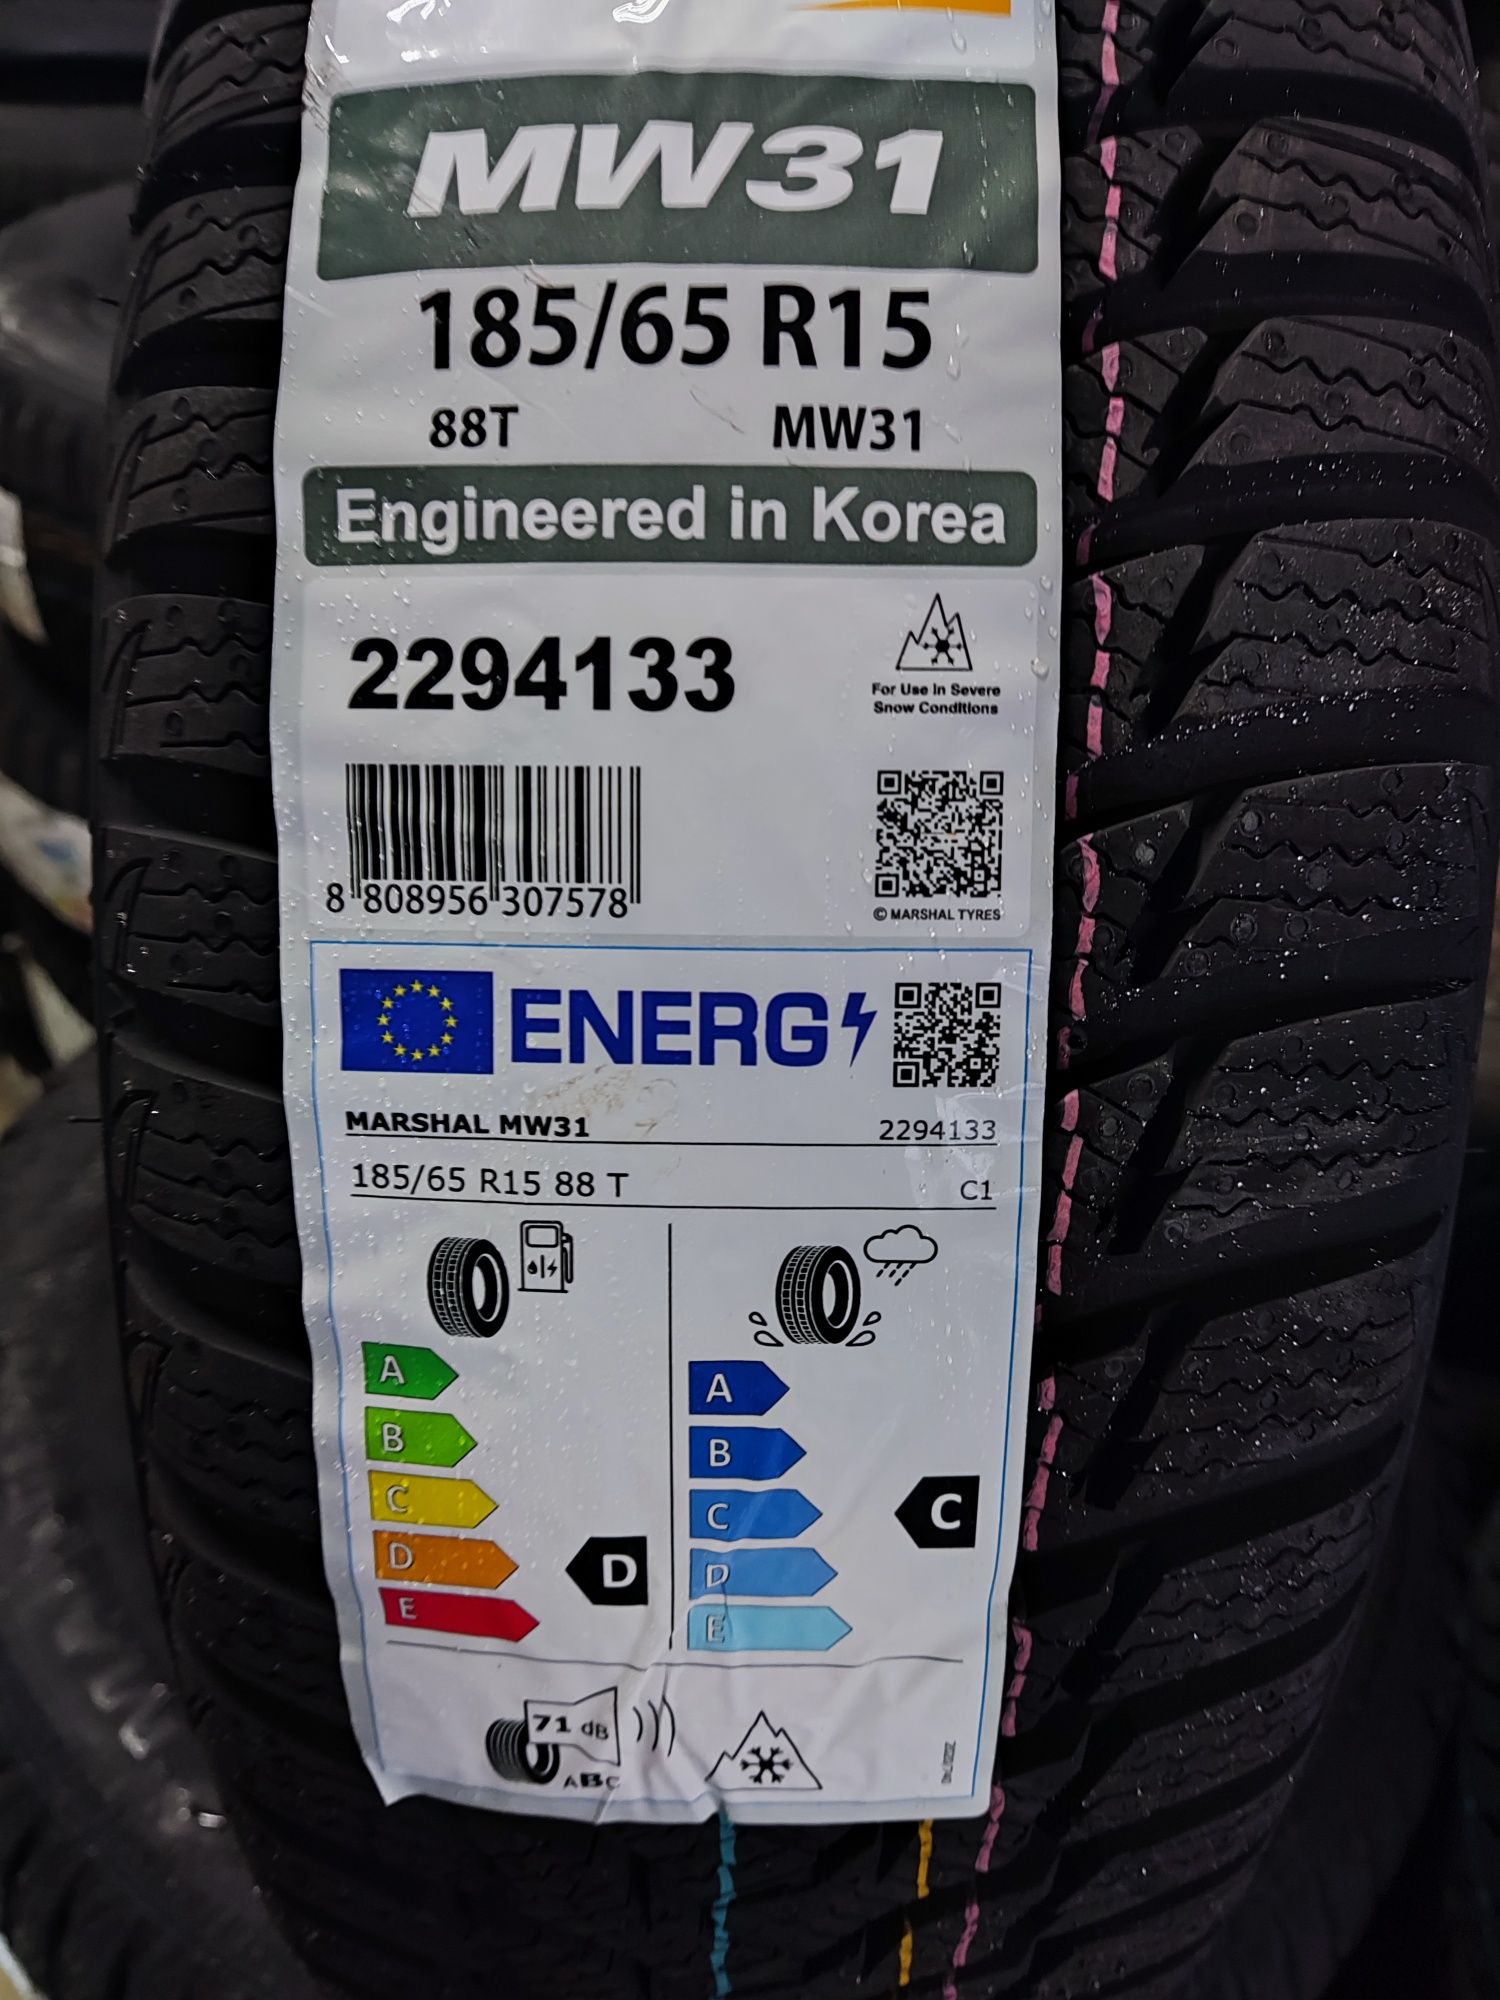 MW31
185/65 R15
88T MW31
Engineered in Korea
2294133
For Use In Severe
Snow Conditions
8 808956 307578
© MARSHAL TYRES
ENERG
MARSHAL MW31 2294133
185/65 R15 88 T C1
A
B
C
D
E
D
A
B
C
D
E
C
71 dB
ABC